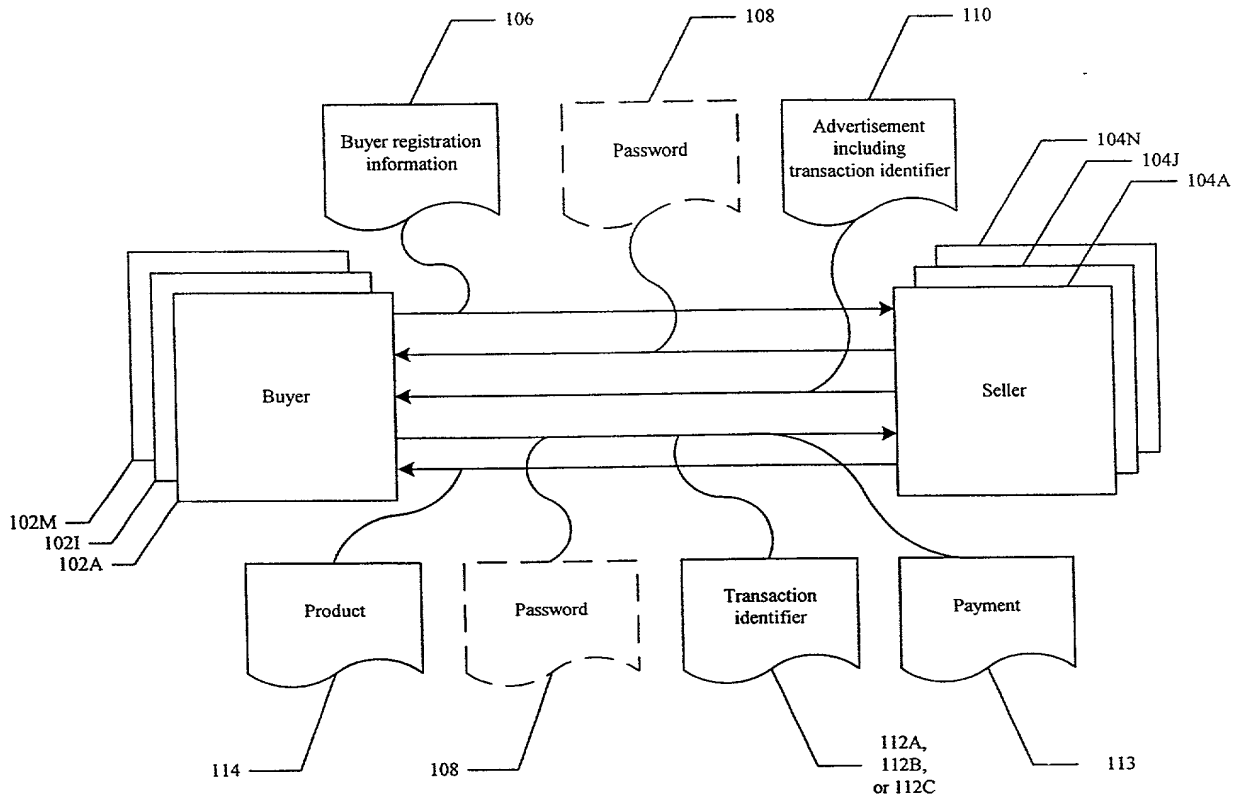 106
108
110
Buyer registration
information
Password
Advertisement
including
transaction identifier
104N
104J
104A
Buyer
Seller
102M
102I
102A
Product
Password
Transaction
identifier
Payment
114
108
112A,
112B,
or 112C
113